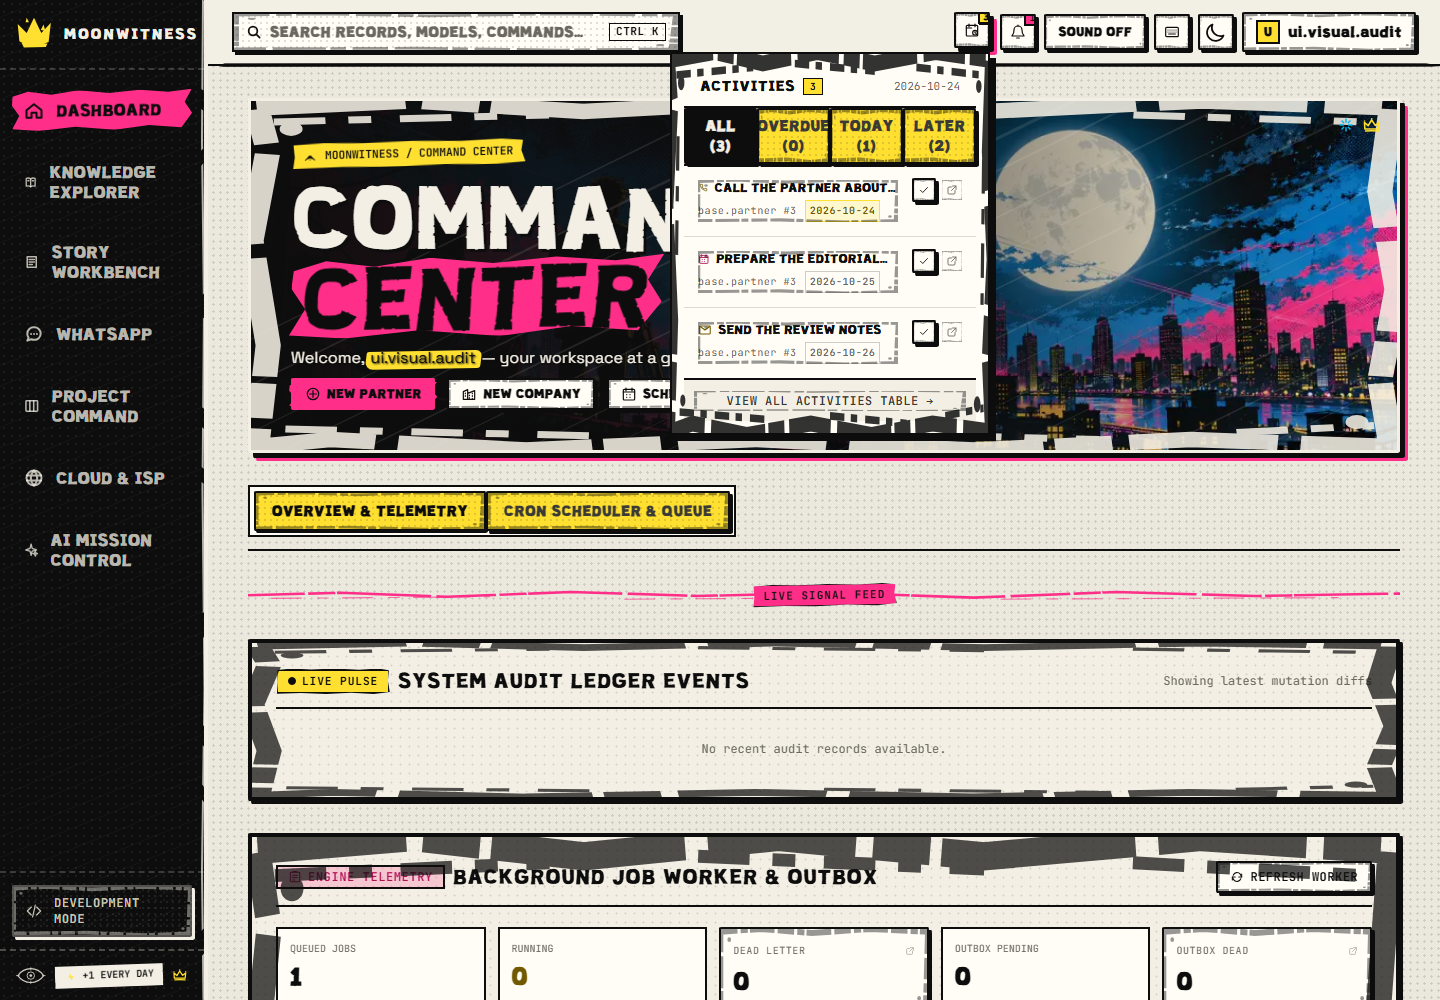 MOONWITNESS
SEARCH RECORDS, MODELS, COMMANDS...
CTRL K
SOUND OFF
U
ui.visual.audit
DASHBOARD
KNOWLEDGE
EXPLORER
STORY
WORKBENCH
WHATSAPP
PROJECT
COMMAND
CLOUD & ISP
AI MISSION
CONTROL
DEVELOPMENT
MODE
+1 EVERY DAY
MOONWITNESS / COMMAND CENTER
COMMAN
CENTER
Welcome, ui.visual.audit — your workspace at a g
NEW PARTNER
NEW COMPANY
SCH
ACTIVITIES 3
2026-10-24
ALL
(3)
OVERDUE
(0)
TODAY
(1)
LATER
(2)
CALL THE PARTNER ABOUT...
base.partner #3 2026-10-24
PREPARE THE EDITORIAL...
base.partner #3 2026-10-25
SEND THE REVIEW NOTES
base.partner #3 2026-10-26
VIEW ALL ACTIVITIES TABLE →
OVERVIEW & TELEMETRY
CRON SCHEDULER & QUEUE
LIVE SIGNAL FEED
LIVE PULSE
SYSTEM AUDIT LEDGER EVENTS
Showing latest mutation diffs
No recent audit records available.
ENGINE TELEMETRY
BACKGROUND JOB WORKER & OUTBOX
REFRESH WORKER
QUEUED JOBS
1
RUNNING
0
DEAD LETTER
0
OUTBOX PENDING
0
OUTBOX DEAD
0